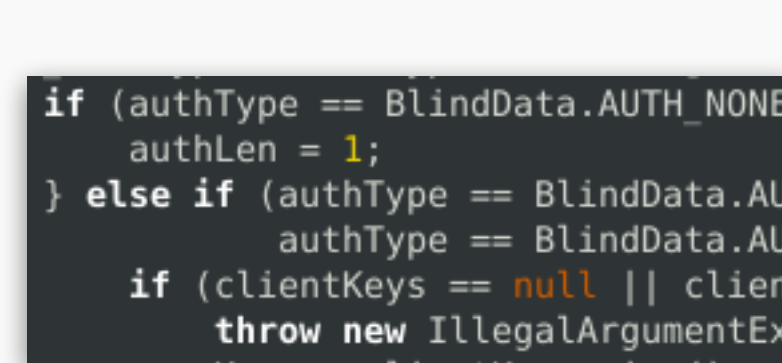 if (authType == BlindData.AUTH_NONE
authLen = 1;
} else if (authType == BlindData.AU
authType == BlindData.AU
if (clientKeys == null || clien
throw new IllegalArgumentEx